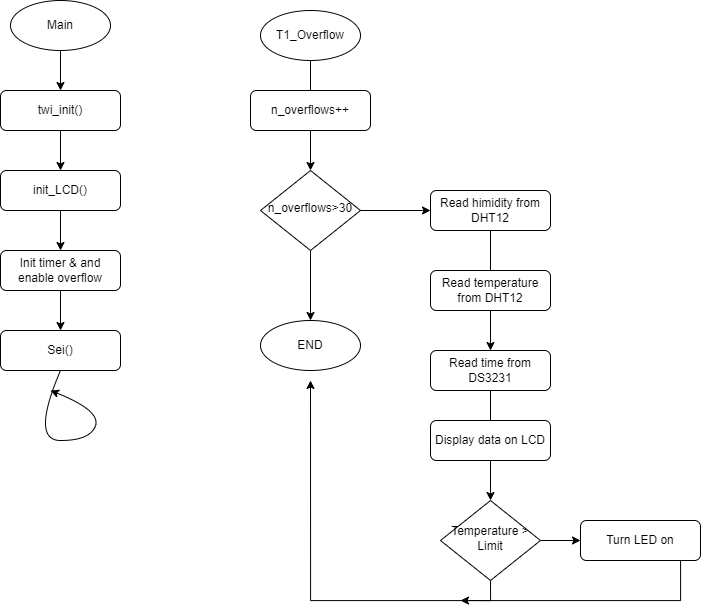 Main
twi_init()
init_LCD()
Init timer & and
enable overflow
Sei()
T1_Overflow
n_overflows++
n_overflows>30
END
Read himidity from
DHT12
Read temperature
from DHT12
Read time from
DS3231
Display data on LCD
Temperature >
Limit
Turn LED on